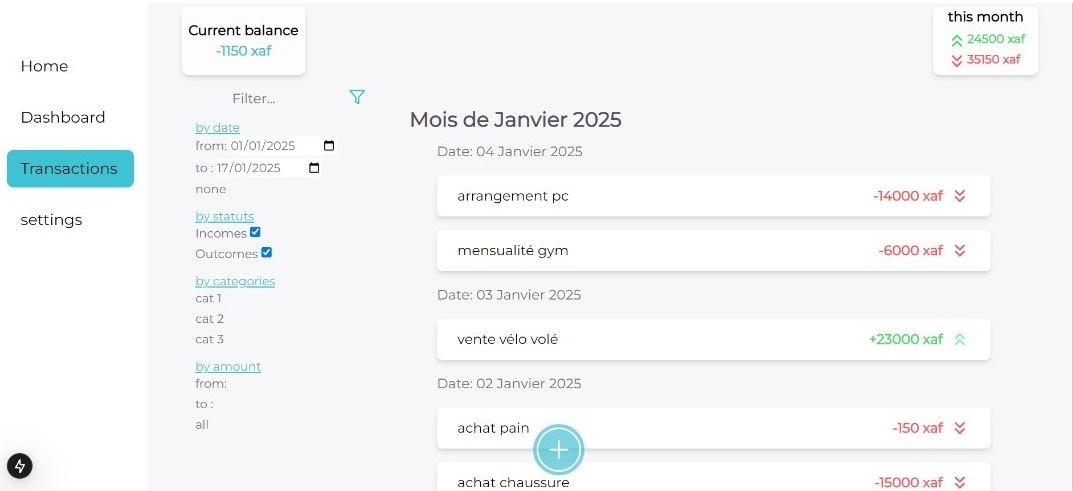 Home
Dashboard
Transactions
settings
Current balance
-1150 xaf
this month
24500 xaf
35150 xaf
Filter...
by date
from: 01/01/2025
to : 17/01/2025
none
by statuts
Incomes
Outcomes
by categories
cat 1
cat 2
cat 3
by amount
from:
to :
all
Mois de Janvier 2025
Date: 04 Janvier 2025
arrangement pc -14000 xaf
mensualité gym -6000 xaf
Date: 03 Janvier 2025
vente vélo volé +23000 xaf
Date: 02 Janvier 2025
achat pain -150 xaf
+
achat chaussure -15000 xaf